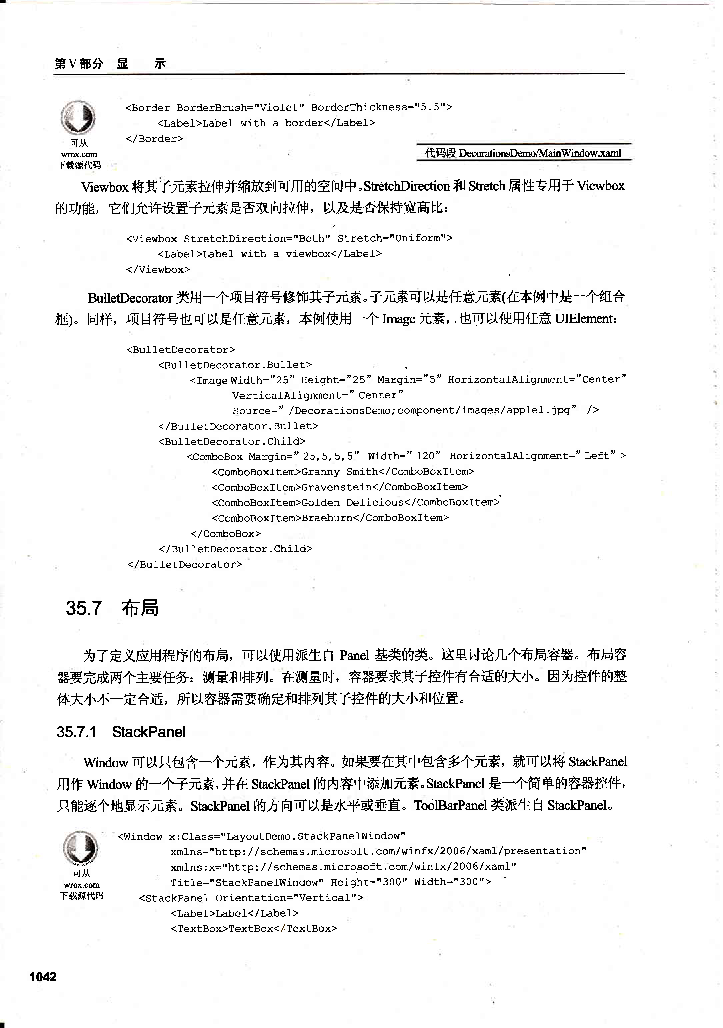 第V部分 显 示
<Border BorderBrush="Violet" BorderThickness="5.5">
<Label>Label with a border</Label>
</Border>
可从
wrox.com
下载源代码
代码段 DecorationsDemo/MainWindow.xaml
Viewbox 将其子元素拉伸并缩放到可用的空间中。StretchDirection 和 Stretch 属性专用于 Viewbox
的功能，它们允许设置子元素是否双向拉伸，以及是否保持宽高比：
<Viewbox StretchDirection="Both" Stretch="Uniform">
<Label>Label with a viewbox</Label>
</Viewbox>
BulletDecorator 类用一个项目符号修饰其子元素。子元素可以是任意元素(在本例中是一个组合
框)。同样，项目符号也可以是任意元素，本例使用一个 Image 元素，也可以使用任意 UIElement：
<BulletDecorator>
<BulletDecorator.Bullet>
<Image Width="25" Height="25" Margin="5" HorizontalAlignment="Center"
VerticalAlignment="Center"
Source="/DecorationsDemo;component/images/apple1.jpg" />
</BulletDecorator.Bullet>
<BulletDecorator.Child>
<ComboBox Margin="25,5,5,5" Width="120" HorizontalAlignment="Left">
<ComboBoxItem>Granny Smith</ComboBoxItem>
<ComboBoxItem>Gravenstein</ComboBoxItem>
<ComboBoxItem>Golden Delicious</ComboBoxItem>
<ComboBoxItem>Braeburn</ComboBoxItem>
</ComboBox>
</BulletDecorator.Child>
</BulletDecorator>
35.7 布局
为了定义应用程序的布局，可以使用派生自 Panel 基类的类。这里讨论几个布局容器。布局容
器要完成两个主要任务：测量和排列。在测量时，容器要求其子控件有合适的大小。因为控件的整
体大小不一定合适，所以容器需要确定和排列其子控件的大小和位置。
35.7.1 StackPanel
Window 可以只包含一个元素，作为其内容。如果要在其中包含多个元素，就可以将 StackPanel
用作 Window 的一个子元素，并在 StackPanel 的内容中添加元素。StackPanel 是一个简单的容器控件，
只能逐个地显示元素。StackPanel 的方向可以是水平或垂直。ToolBarPanel 类派生自 StackPanel。
<Window x:Class="LayoutDemo.StackPanelWindow"
xmlns="http://schemas.microsoft.com/winfx/2006/xaml/presentation"
xmlns:x="http://schemas.microsoft.com/winfx/2006/xaml"
Title="StackPanelWindow" Height="300" Width="300">
可从
wrox.com
下载源代码
<StackPanel Orientation="Vertical">
<Label>Label</Label>
<TextBox>TextBox</TextBox>
1042